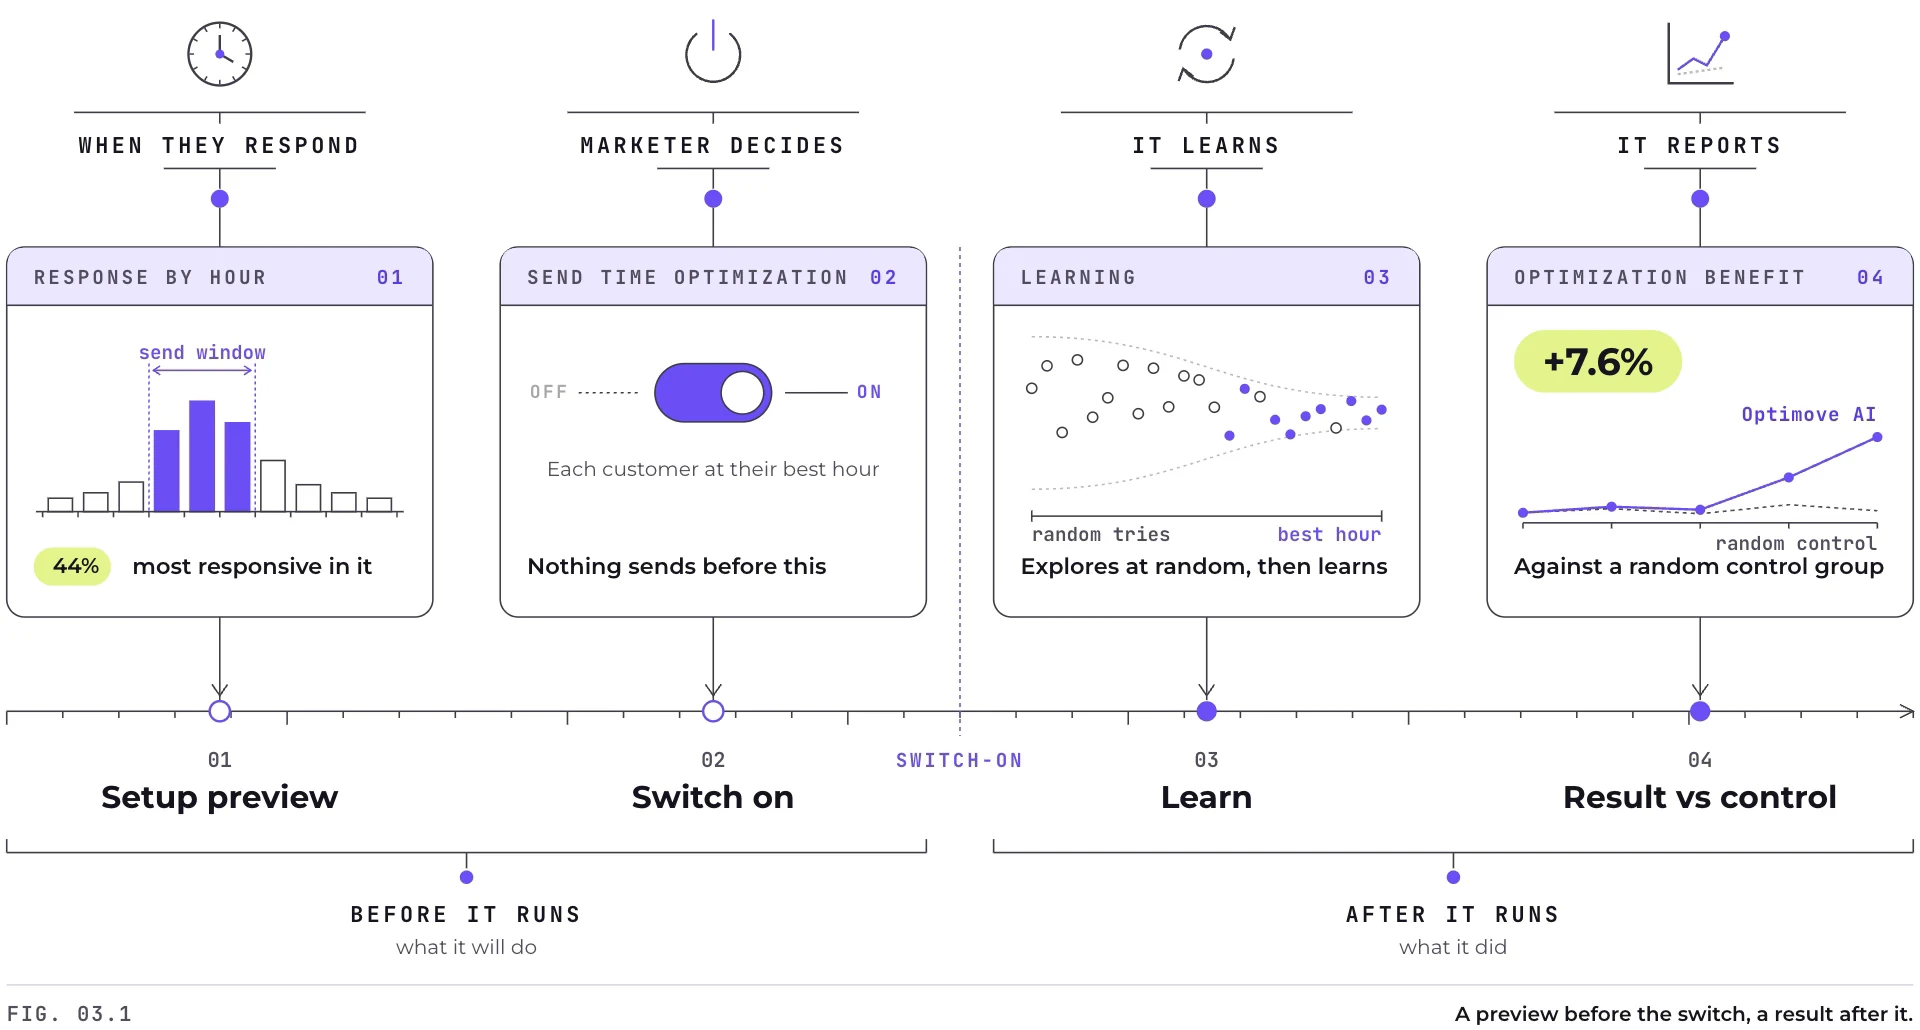 WHEN THEY RESPOND
MARKETER DECIDES
IT LEARNS
IT REPORTS
RESPONSE BY HOUR 01
send window
44% most responsive in it
SEND TIME OPTIMIZATION 02
OFF
ON
Each customer at their best hour
Nothing sends before this
LEARNING 03
random tries
best hour
Explores at random, then learns
OPTIMIZATION BENEFIT 04
+7.6%
Optimove AI
random control
Against a random control group
01
Setup preview
02
Switch on
SWITCH-ON
03
Learn
04
Result vs control
BEFORE IT RUNS
what it will do
AFTER IT RUNS
what it did
FIG. 03.1
A preview before the switch, a result after it.